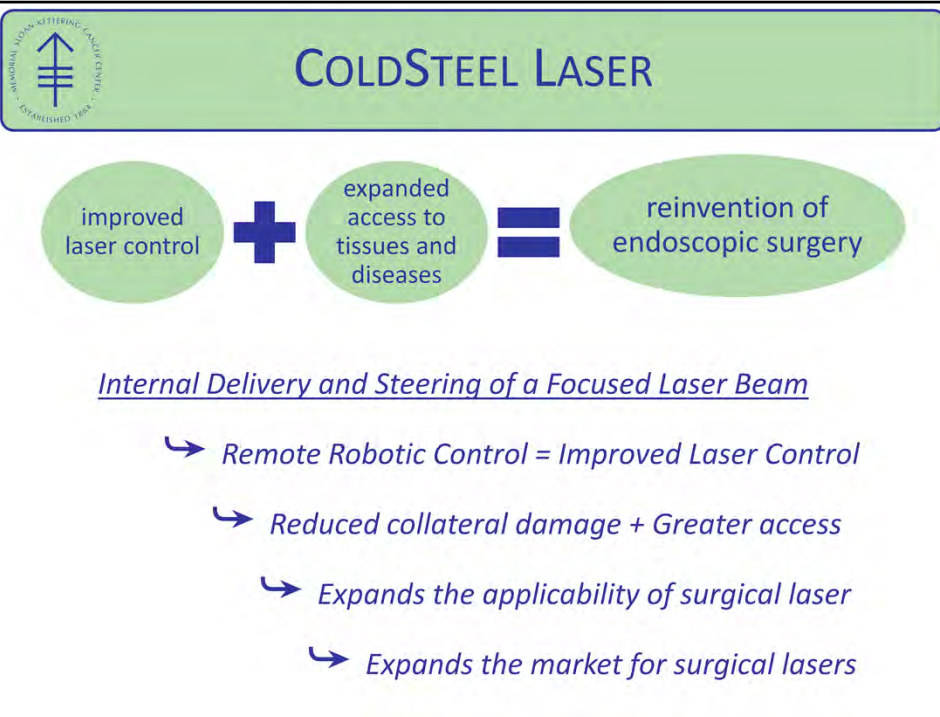 MEMORIAL SLOAN-KETTERING CANCER CENTER
· ESTABLISHED 1884 ·
COLDSTEEL LASER
improved
laser control
+
expanded
access to
tissues and
diseases
=
reinvention of
endoscopic surgery
Internal Delivery and Steering of a Focused Laser Beam
Remote Robotic Control = Improved Laser Control
Reduced collateral damage + Greater access
Expands the applicability of surgical laser
Expands the market for surgical lasers